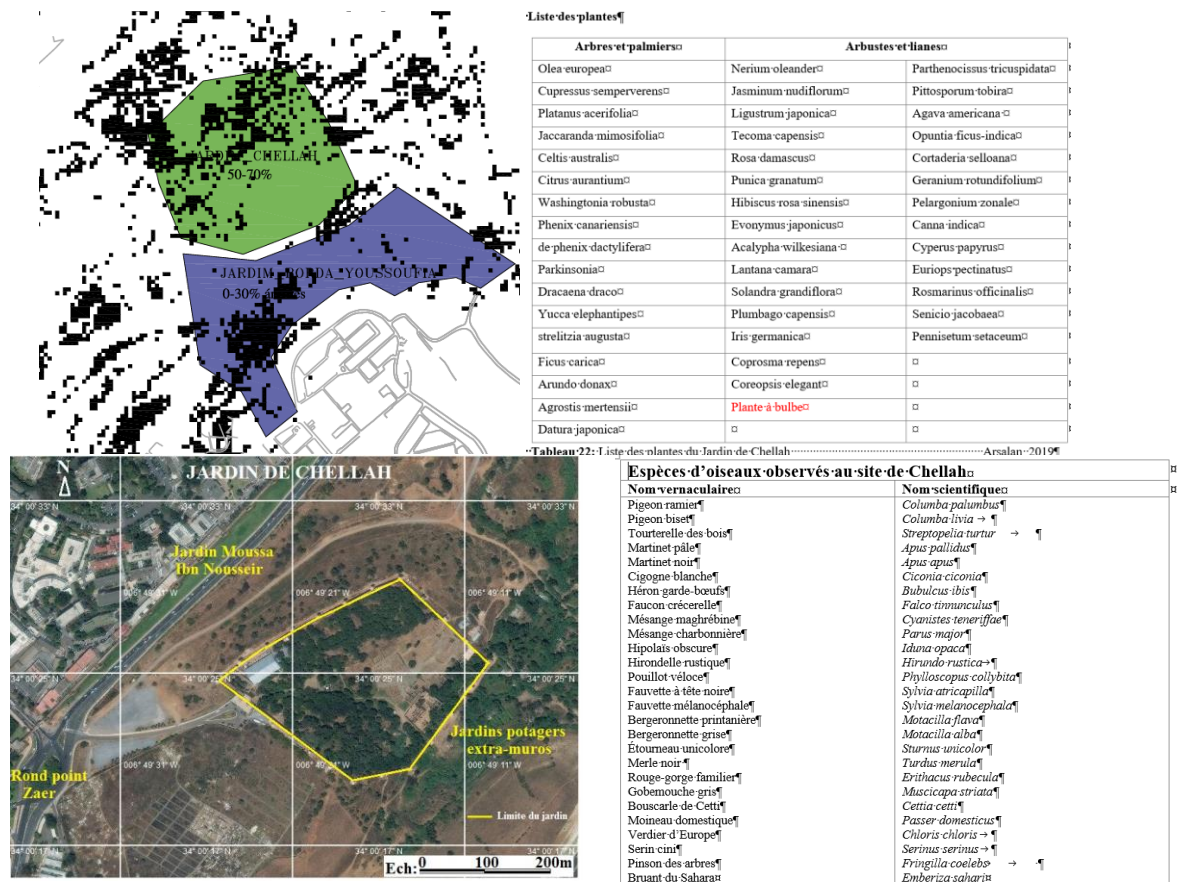 JARDIM_CHELLAH
50-70%
JARDIM_BORDA_YOUSSOUFIA
0-30%
·Liste·des·plantes¶
Arbres·et·palmiers¤ Arbustes·et·lianes¤
Olea·europea¤ Nerium·oleander¤ Parthenocissus·tricuspidata¤
Cupressus·semperverens¤ Jasminum·nudiflorum¤ Pittosporum·tobira¤
Platanus·acerifolia¤ Ligustrum·japonica¤ Agava·americana·¤
Jaccaranda·mimosifolia¤ Tecoma·capensis¤ Opuntia·ficus-indica¤
Celtis·australis¤ Rosa·damascus¤ Cortaderia·selloana¤
Citrus·aurantium¤ Punica·granatum¤ Geranium·rotundifolium¤
Washingtonia·robusta¤ Hibiscus·rosa·sinensis¤ Pelargonium·zonale¤
Phenix·canariensis¤ Evonymus·japonicus¤ Canna·indica¤
de·phenix·dactylifera¤ Acalypha·wilkesiana·¤ Cyperus·papyrus¤
Parkinsonia¤ Lantana·camara¤ Euriops·pectinatus¤
Dracaena·draco¤ Solandra·grandiflora¤ Rosmarinus·officinalis¤
Yucca·elephantipes¤ Plumbago·capensis¤ Senicio·jacobaea¤
strelitzia·augusta¤ Iris·germanica¤ Pennisetum·setaceum¤
Ficus·carica¤ Coprosma·repens¤ ¤
Arundo·donax¤ Coreopsis·elegant¤ ¤
Agrostis·mertensii¤ Plante·à·bulbe¤ ¤
Datura·japonica¤ ¤ ¤
··Tableau·22:·Liste·des·plantes·du·Jardin·de·Chellah Arsalan··2019¶
N JARDIN DE CHELLAH
34°00'33" N 34°00'33" N 34°00'33" N
Jardin Moussa
Ibn Nousseir
006°49'31" W 006°49'21" W 006°49'11" W
34°00'25" N 34°00'25" N 34°00'25" N
Jardins potagers
extra-muros
006°49'31" W 006°49'21" W 006°49'11" W
Rond point
Zaer
Limite du jardin
34°00'17" N 34°00'17" N 34°00'17" N
Ech: 0 100 200m
Espèces·d'oiseaux·observés·au·site·de·Chellah¤
Nom·vernaculaire¤ Nom·scientifique¤
Pigeon·ramier¶ Columba·palumbus¶
Pigeon·biset¶ Columba·livia → ¶
Tourterelle·des·bois¶ Streptopelia·turtur → ¶
Martinet·pâle¶ Apus·pallidus¶
Martinet·noir¶ Apus·apus¶
Cigogne·blanche¶ Ciconia·ciconia¶
Héron·garde-bœufs¶ Bubulcus·ibis¶
Faucon·crécerelle¶ Falco·tinnunculus¶
Mésange·maghrébine¶ Cyanistes·teneriffae¶
Mésange·charbonnière¶ Parus·major¶
Hipolaïs·obscure¶ Iduna·opaca¶
Hirondelle·rustique¶ Hirundo·rustica→¶
Pouillot·véloce¶ Phylloscopus·collybita¶
Fauvette·à·tête·noire¶ Sylvia·atricapilla¶
Fauvette·mélanocéphale¶ Sylvia·melanocephala¶
Bergeronnette·printanière¶ Motacilla·flava¶
Bergeronnette·grise¶ Motacilla·alba¶
Étourneau·unicolore¶ Sturnus·unicolor¶
Merle·noir·¶ Turdus·merula¶
Rouge-gorge·familier¶ Erithacus·rubecula¶
Gobemouche·gris¶ Muscicapa·striata¶
Bouscarle·de·Cetti¶ Cettia·cetti¶
Moineau·domestique¶ Passer·domesticus¶
Verdier·d'Europe¶ Chloris·chloris → ¶
Serin·cini¶ Serinus·serinus → ¶
Pinson·des·arbres¶ Fringilla·coelebs → ·¶
Bruant·du·Sahara¤ Emberiza·sahari¤